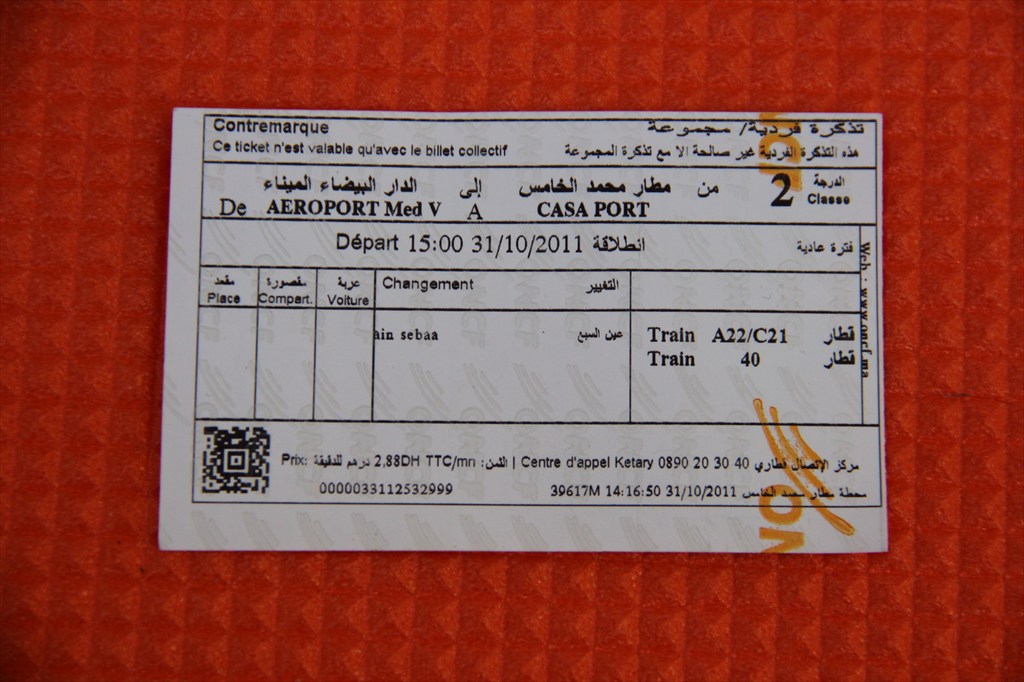 Contremarque تذكرة فردية/ مجموعة
Ce ticket n'est valable qu'avec le billet collectif هذه التذكرة الفردية غير صالحة الا مع تذكرة المجموعة
من مطار محمد الخامس إلى الدار البيضاء الميناء
De AEROPORT Med V A CASA PORT
2 الدرجة
Classe
Départ 15:00 31/10/2011 انطلاقة
فترة عادية
مقعد مقصورة عربة Changement التغيير
Place Compart. Voiture
ain sebaa عين السبع Train A22/C21 قطار
Train 40 قطار
Web : www.oncf.ma
Prix: 2,88DH TTC/mn درهم للدقيقة :الثمن | Centre d'appel Ketary 0890 20 30 40 مركز الإتصال قطاري
0000033112532999 39617M 14:16:50 31/10/2011 محطة مطار محمد الخامس